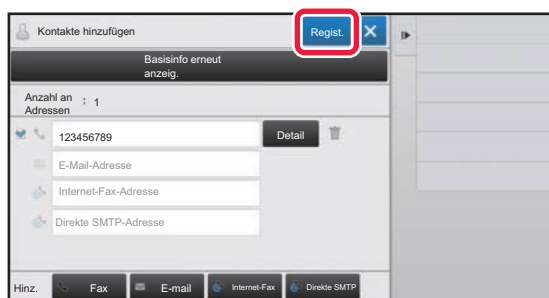 Kontakte hinzufügen
Regist.
Basisinfo erneut
anzeig.
Anzahl an
Adressen : 1
123456789
Detail
E-Mail-Adresse
Internet-Fax-Adresse
Direkte SMTP-Adresse
Hinz. Fax E-mail Internet-Fax Direkte SMTP